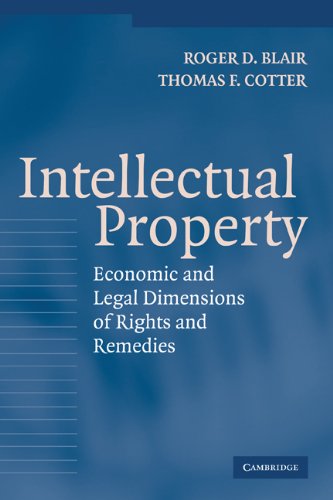 ROGER D. BLAIR
THOMAS F. COTTER
Intellectual
Property
Economic and
Legal Dimensions
of Rights and
Remedies
CAMBRIDGE